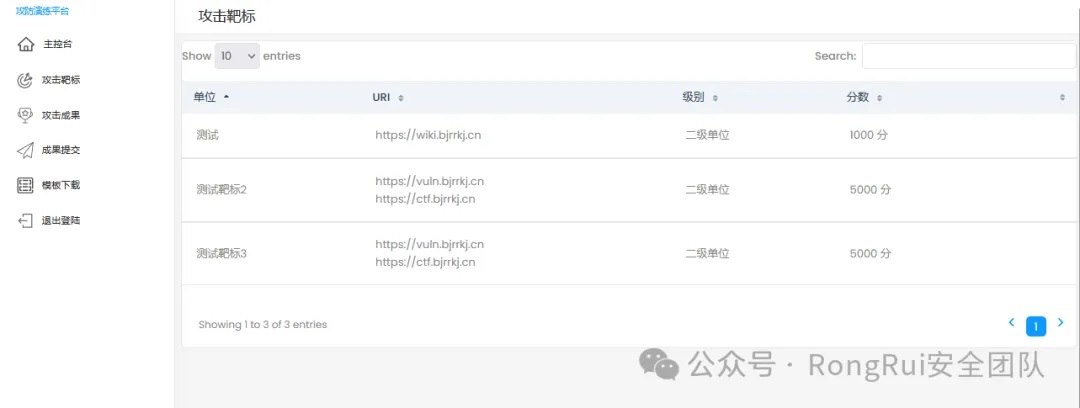 攻防演练平台
主控台
攻击靶标
攻击成果
成果提交
模板下载
退出登陆
攻击靶标
Show 10 entries
Search:
单位 URI 级别 分数
测试 https://wiki.bjrrkj.cn 二级单位 1000 分
测试靶标2 https://vuln.bjrrkj.cn 二级单位 5000 分
https://ctf.bjrrkj.cn
测试靶标3 https://vuln.bjrrkj.cn 二级单位 5000 分
https://ctf.bjrrkj.cn
Showing 1 to 3 of 3 entries
1
公众号 · RongRui安全团队